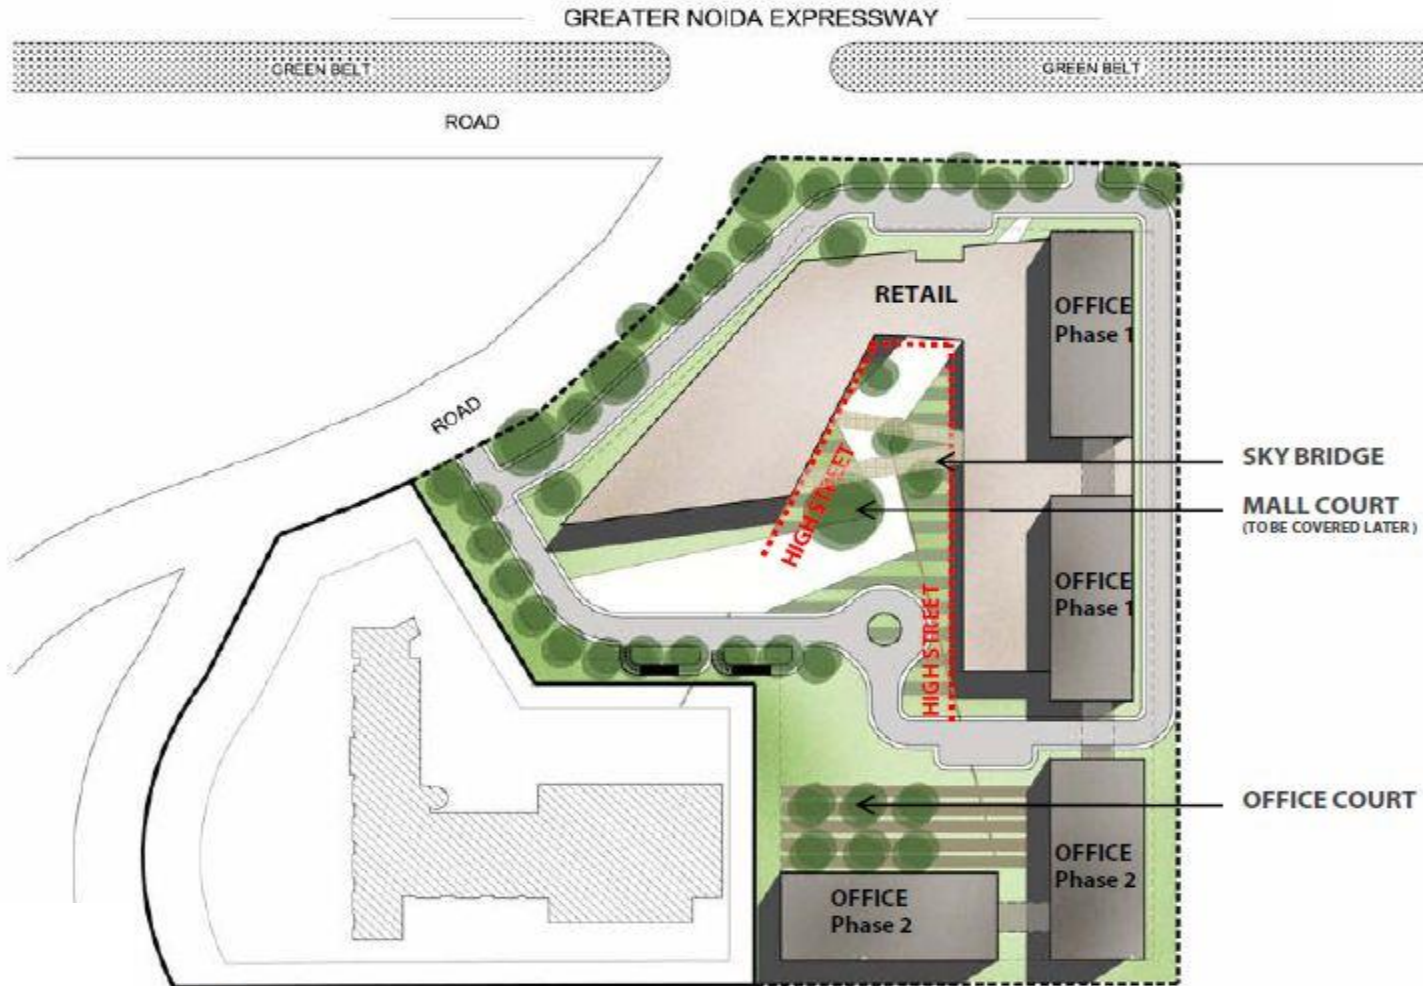 GREATER NOIDA EXPRESSWAY
GREEN BELT
GREEN BELT
ROAD
RETAIL
OFFICE
Phase 1
ROAD
HIGH STREET
SKY BRIDGE
MALL COURT
(TO BE COVERED LATER)
OFFICE
Phase 1
HIGH STREET
OFFICE COURT
OFFICE
Phase 2
OFFICE
Phase 2